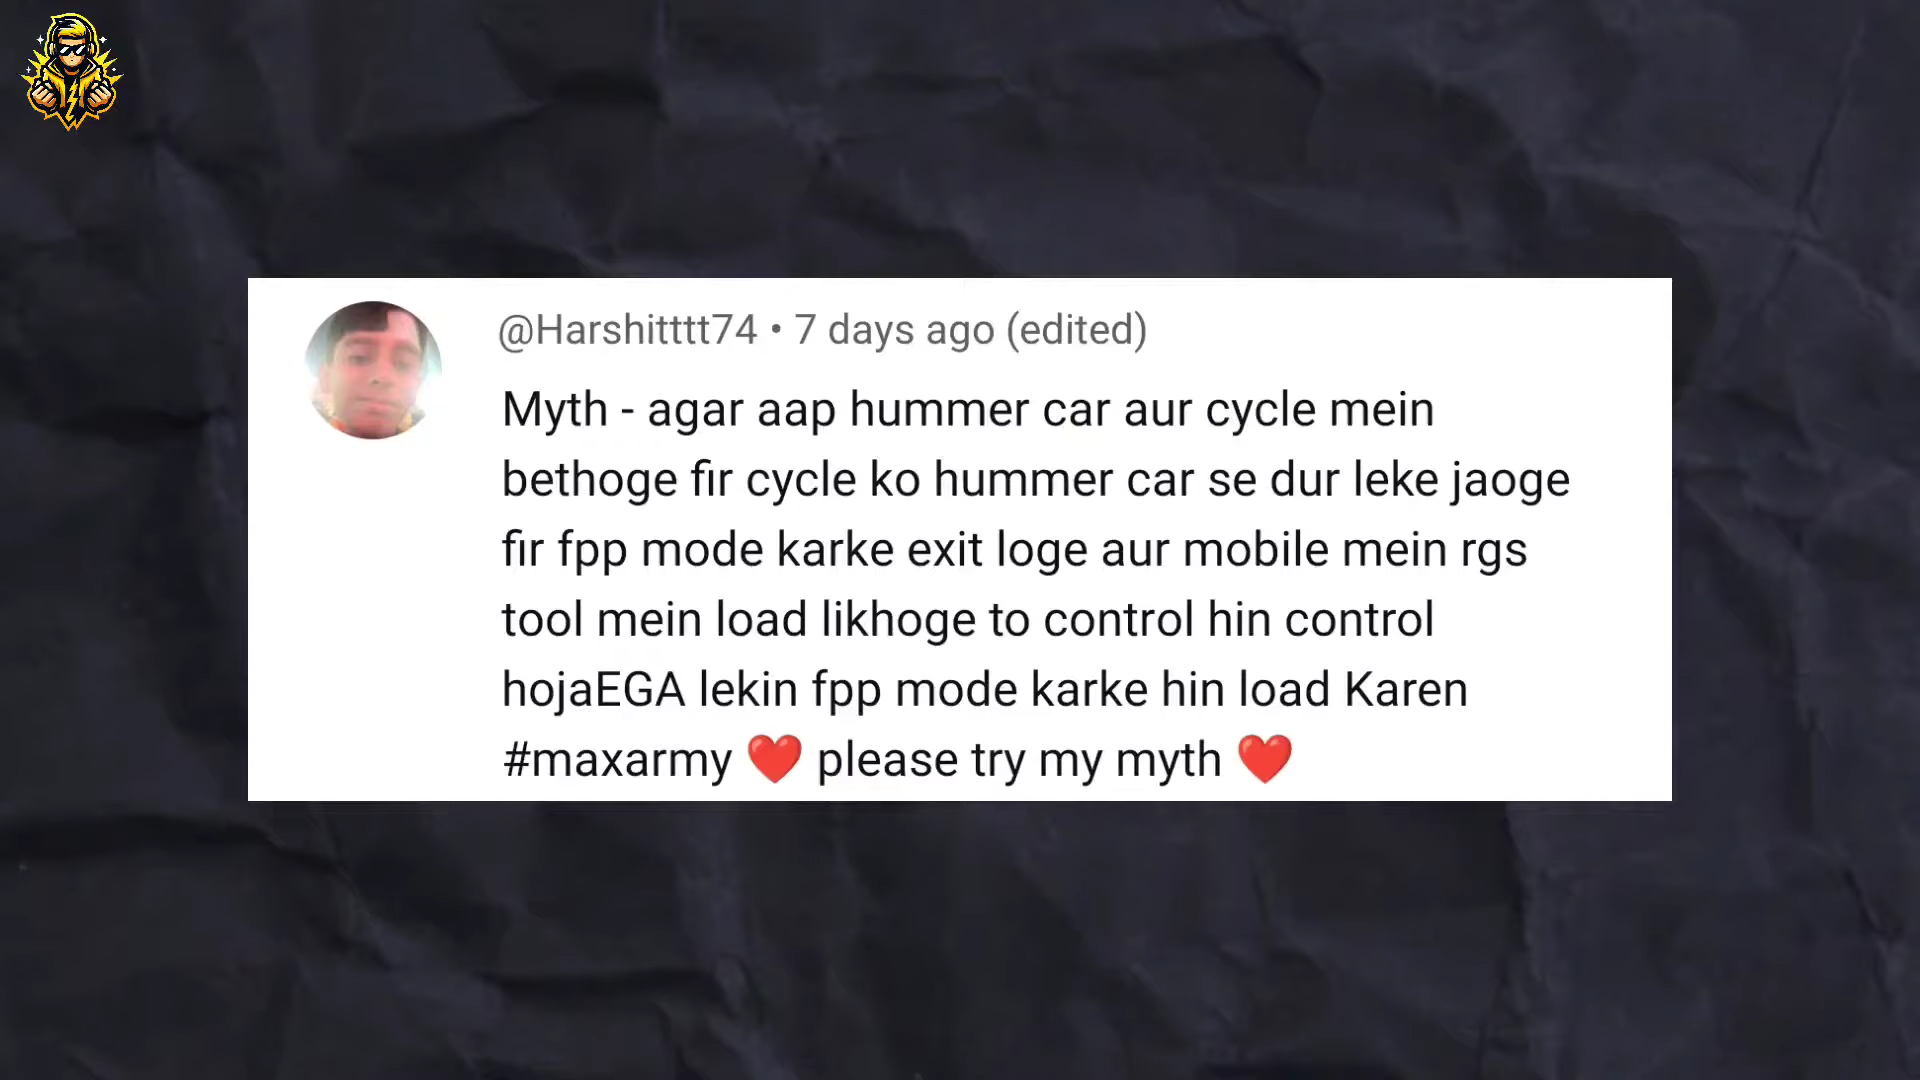 @Harshitttt74 • 7 days ago (edited)
Myth - agar aap hummer car aur cycle mein
bethoge fir cycle ko hummer car se dur leke jaoge
fir fpp mode karke exit loge aur mobile mein rgs
tool mein load likhoge to control hin control
hojaEGA lekin fpp mode karke hin load Karen
#maxarmy ❤️ please try my myth ❤️